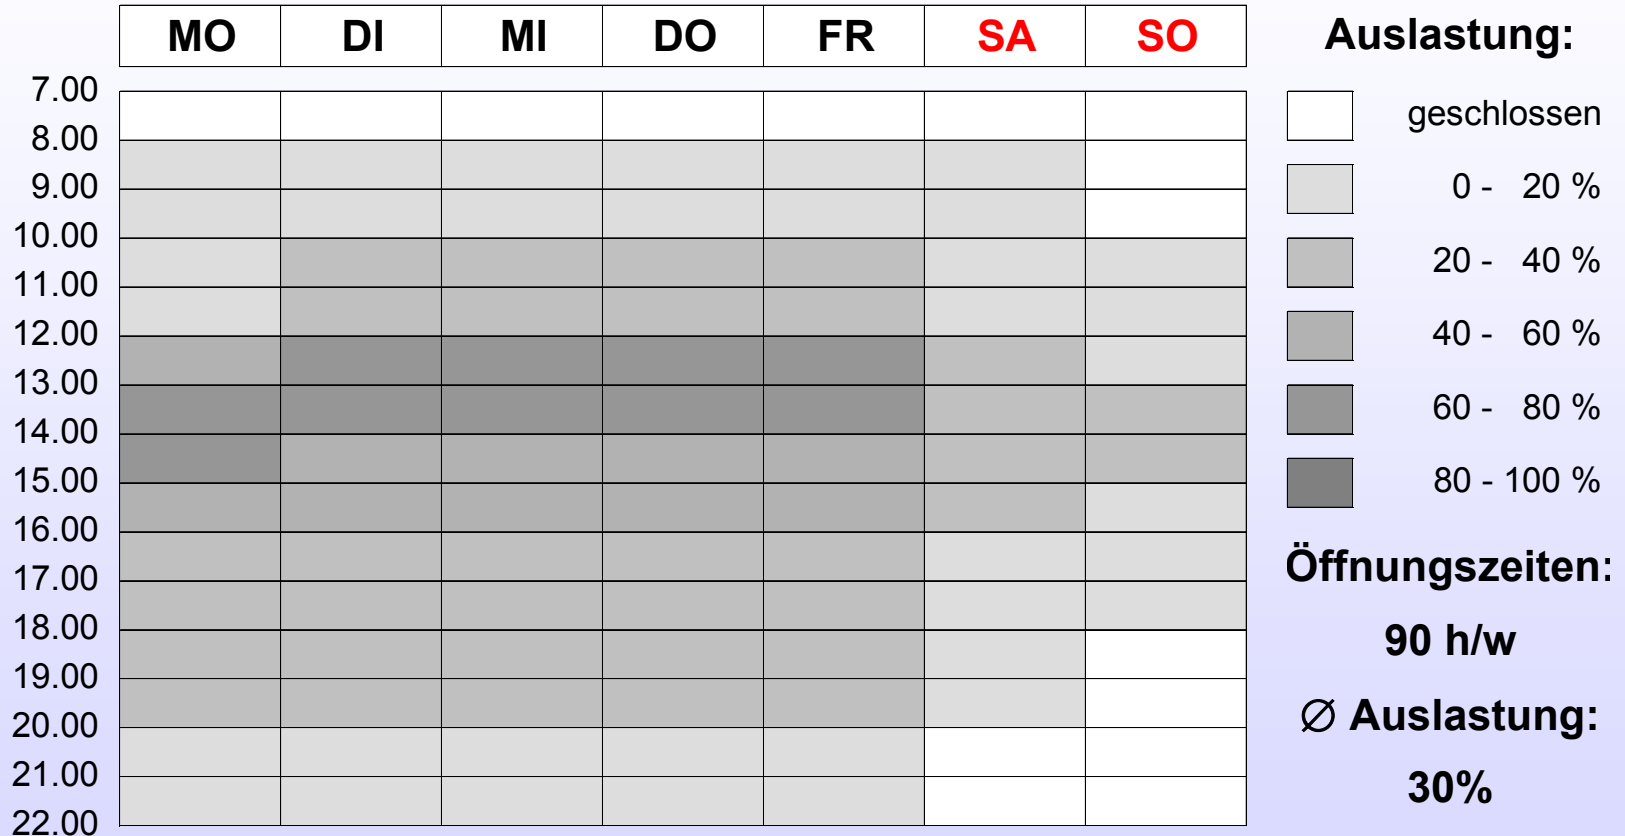 MO DI MI DO FR SA SO
7.00
8.00
9.00
10.00
11.00
12.00
13.00
14.00
15.00
16.00
17.00
18.00
19.00
20.00
21.00
22.00
Auslastung:
geschlossen
0 - 20 %
20 - 40 %
40 - 60 %
60 - 80 %
80 - 100 %
Öffnungszeiten:
90 h/w
∅ Auslastung:
30%